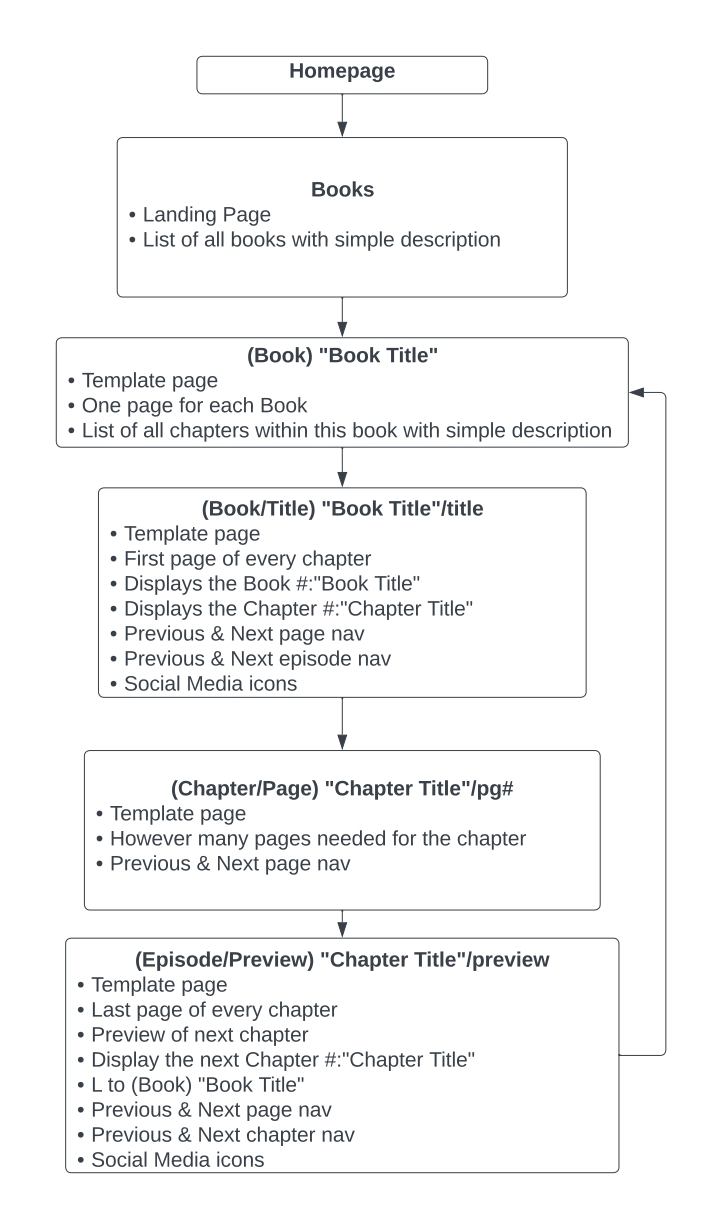 Homepage
Books
• Landing Page
• List of all books with simple description
(Book) "Book Title"
• Template page
• One page for each Book
• List of all chapters within this book with simple description
(Book/Title) "Book Title"/title
• Template page
• First page of every chapter
• Displays the Book #:"Book Title"
• Displays the Chapter #:"Chapter Title"
• Previous & Next page nav
• Previous & Next episode nav
• Social Media icons
(Chapter/Page) "Chapter Title"/pg#
• Template page
• However many pages needed for the chapter
• Previous & Next page nav
(Episode/Preview) "Chapter Title"/preview
• Template page
• Last page of every chapter
• Preview of next chapter
• Display the next Chapter #:"Chapter Title"
• L to (Book) "Book Title"
• Previous & Next page nav
• Previous & Next chapter nav
• Social Media icons